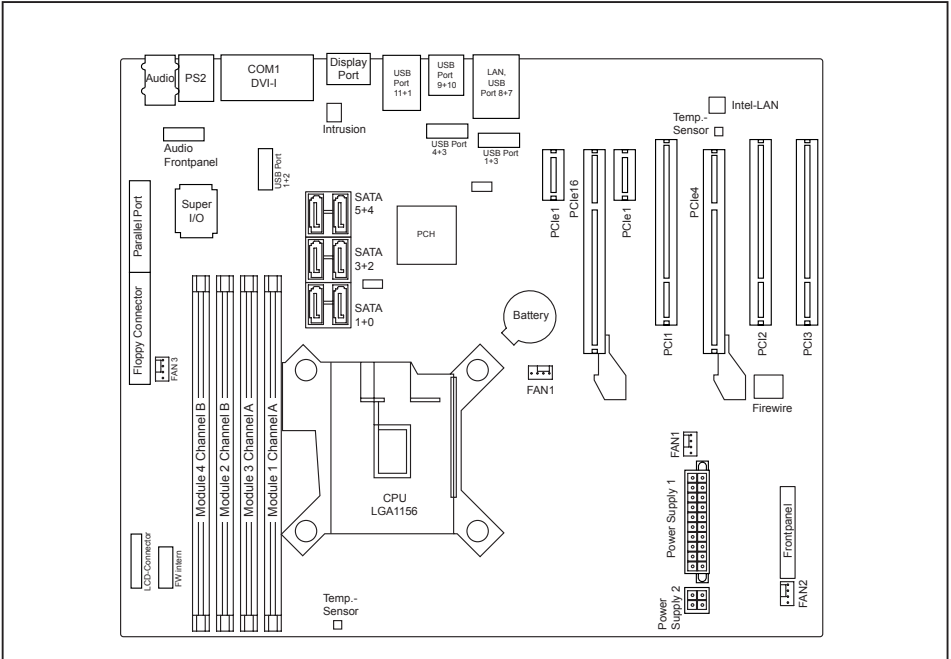 Audio
PS2
COM1
DVI-I
Display
Port
USB
Port
11+1
USB
Port
9+10
LAN,
USB
Port 8+7
Intrusion
Intel-LAN
Temp.-
Sensor
Audio
Frontpanel
USB Port
4+3
USB Port
1+3
USB Port
1+2
Parallel Port
Super
I/O
SATA
5+4
PCH
PCIe1
PCIe16
PCIe1
PCIe4
SATA
3+2
SATA
1+0
Battery
Floppy Connector
FAN3
PCI1
PCI2
PCI3
FAN1
Firewire
Module 4 Channel B
Module 2 Channel B
Module 3 Channel A
Module 1 Channel A
FAN1
CPU
LGA1156
Power Supply 1
Frontpanel
LCD-Connector
FW intern
Temp.-
Sensor
Power
Supply 2
FAN2